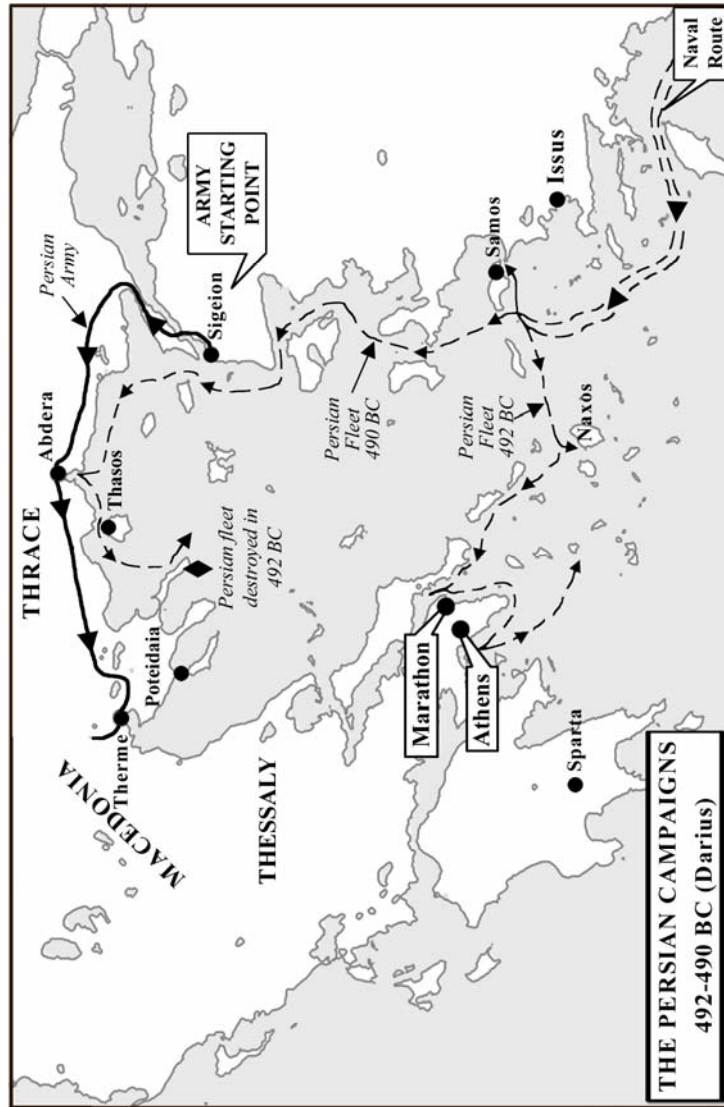 THRACE
Abdera
Persian
Army
MACEDONIA
Therme
Thasos
Poteidaia
Persian fleet
destroyed in
492 BC
Sigeion
ARMY
STARTING
POINT
THESSALY
Persian
Fleet
490 BC
Marathon
Athens
Persian
Fleet
492 BC
Samos
Issus
Naxos
Sparta
Naval
Route
THE PERSIAN CAMPAIGNS
492-490 BC (Darius)